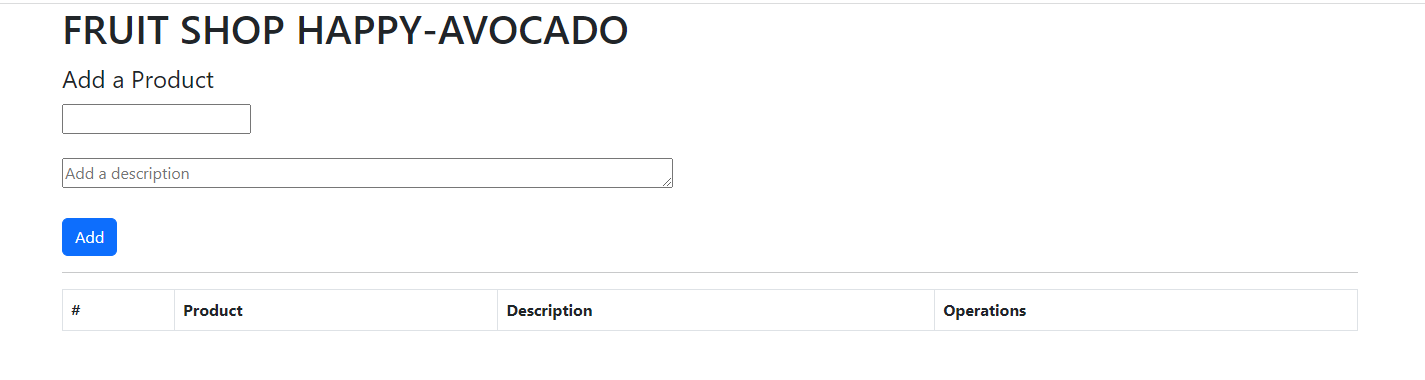 FRUIT SHOP HAPPY-AVOCADO
Add a Product
Add a description
Add
# Product Description Operations